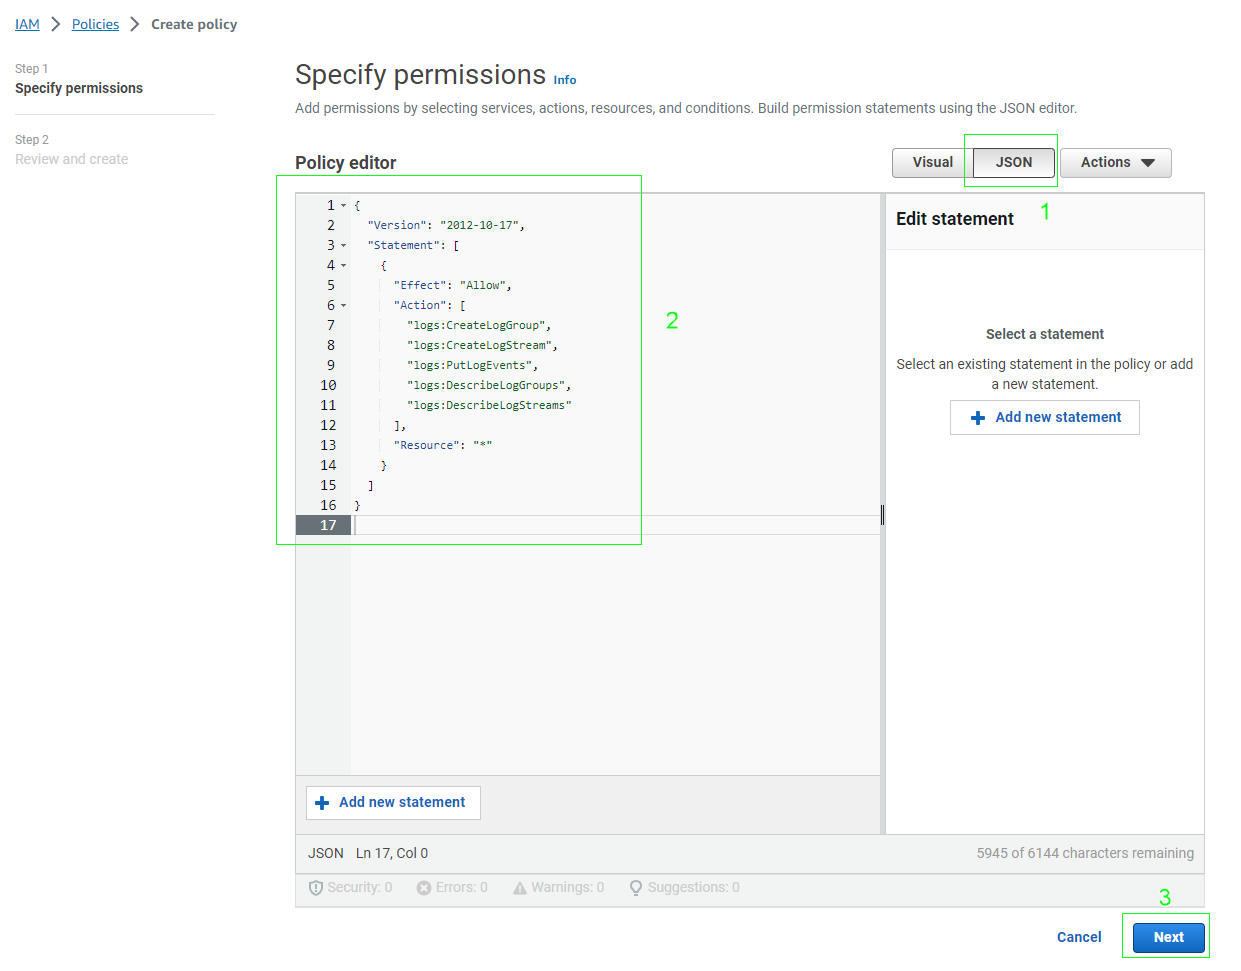 IAM > Policies > Create policy
Step 1
Specify permissions
Step 2
Review and create
Specify permissions Info
Add permissions by selecting services, actions, resources, and conditions. Build permission statements using the JSON editor.
Policy editor
Visual JSON Actions
1
2
3
1 {
2 "Version": "2012-10-17",
3 "Statement": [
4 {
5 "Effect": "Allow",
6 "Action": [
7 "logs:CreateLogGroup",
8 "logs:CreateLogStream",
9 "logs:PutLogEvents",
10 "logs:DescribeLogGroups",
11 "logs:DescribeLogStreams"
12 ],
13 "Resource": "*"
14 }
15 ]
16 }
17
Edit statement
Select a statement
Select an existing statement in the policy or add
a new statement.
+ Add new statement
+ Add new statement
JSON Ln 17, Col 0
5945 of 6144 characters remaining
Security: 0 Errors: 0 Warnings: 0 Suggestions: 0
Cancel Next